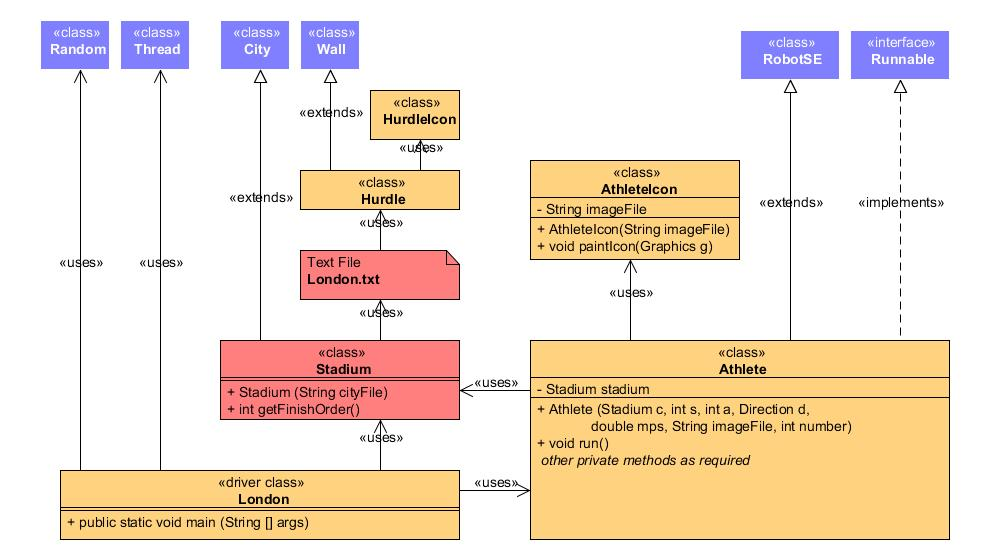 «class»
Random
«class»
Thread
«class»
City
«class»
Wall
«class»
RobotSE
«interface»
Runnable
«extends»
«class»
HurdleIcon
«uses»
«class»
Hurdle
«extends»
«uses»
«class»
AthleteIcon
- String imageFile
+ AthleteIcon(String imageFile)
+ void paintIcon(Graphics g)
«extends»
«implements»
«uses»
«uses»
Text File
London.txt
«uses»
«uses»
«class»
Stadium
+ Stadium (String cityFile)
+ int getFinishOrder()
«uses»
«class»
Athlete
- Stadium stadium
+ Athlete (Stadium c, int s, int a, Direction d,
double mps, String imageFile, int number)
+ void run()
other private methods as required
«uses»
«driver class»
London
+ public static void main (String [] args)
«uses»